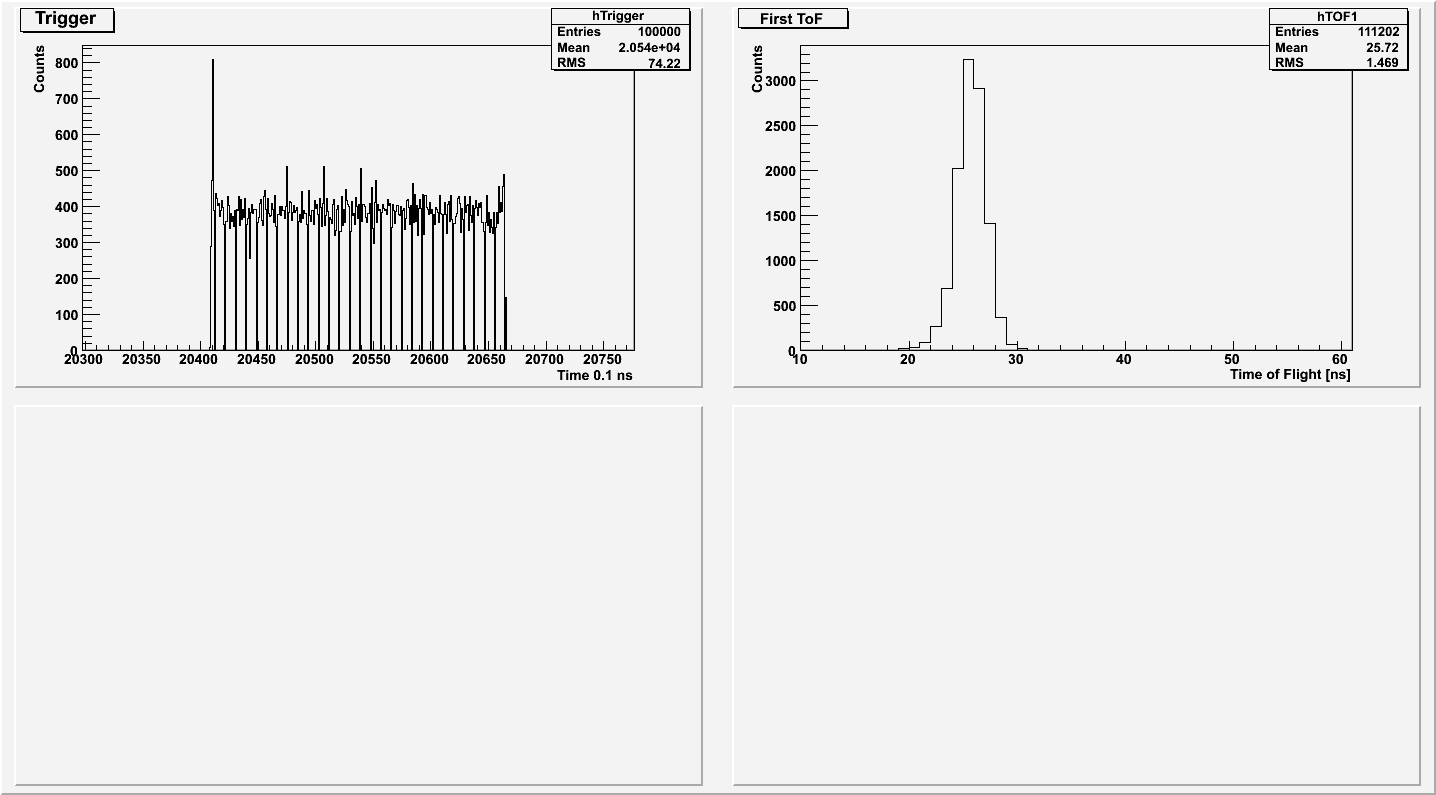 Trigger
hTrigger
Entries 100000
Mean 2.054e+04
RMS 74.22
Counts
800
700
600
500
400
300
200
100
0
20300 20350 20400 20450 20500 20550 20600 20650 20700 20750
Time 0.1 ns
First ToF
hTOF1
Entries 111202
Mean 25.72
RMS 1.469
Counts
3000
2500
2000
1500
1000
500
0
10 20 30 40 50 60
Time of Flight [ns]